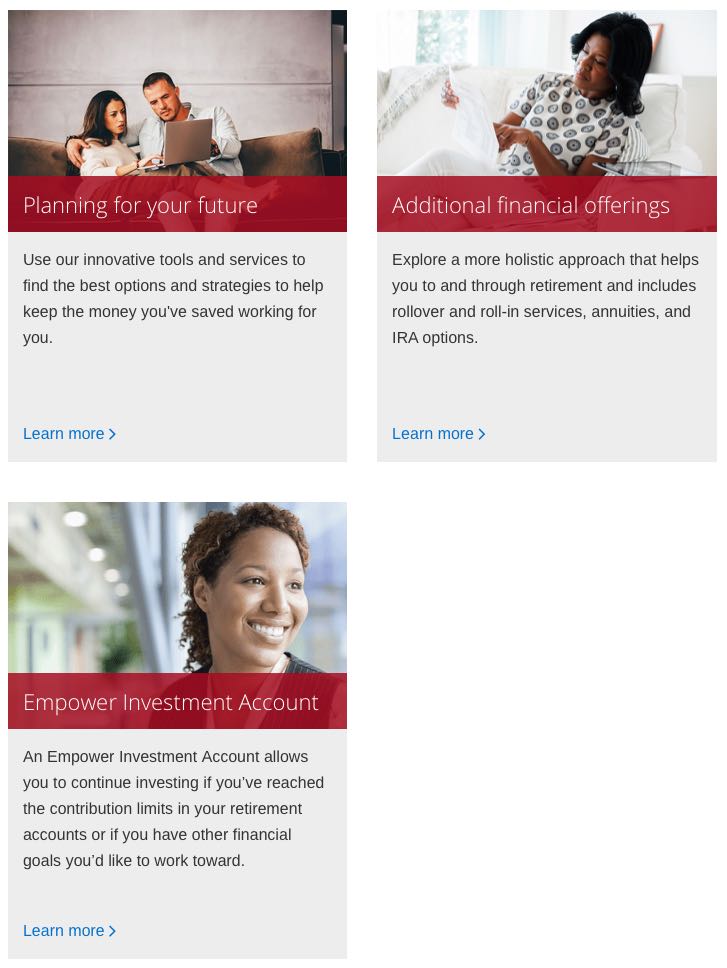 Planning for your future
Use our innovative tools and services to
find the best options and strategies to help
keep the money you've saved working for
you.
Learn more
Additional financial offerings
Explore a more holistic approach that helps
you to and through retirement and includes
rollover and roll-in services, annuities, and
IRA options.
Learn more
Empower Investment Account
An Empower Investment Account allows
you to continue investing if you’ve reached
the contribution limits in your retirement
accounts or if you have other financial
goals you’d like to work toward.
Learn more